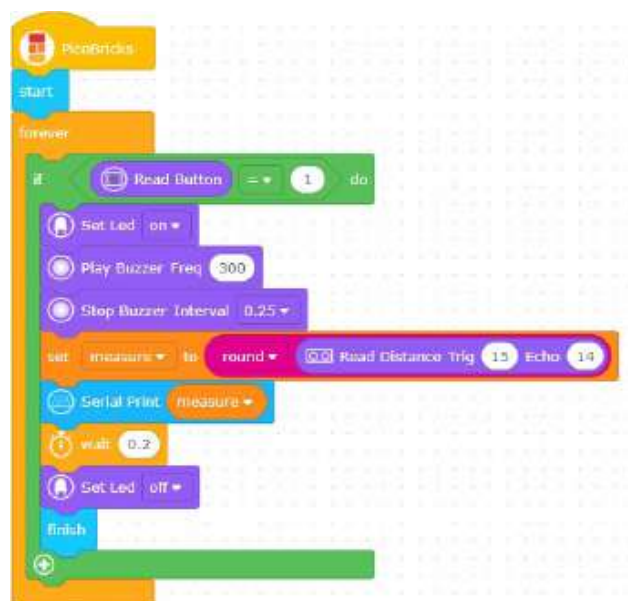 PicoBricks
start
forever
if Read Button = 1 do
Set Led on
Play Buzzer Freq 300
Stop Buzzer Interval 0.25
set measure to round Read Distance Trig 15 Echo 14
Serial Print measure
wait 0.2
Set Led off
finish